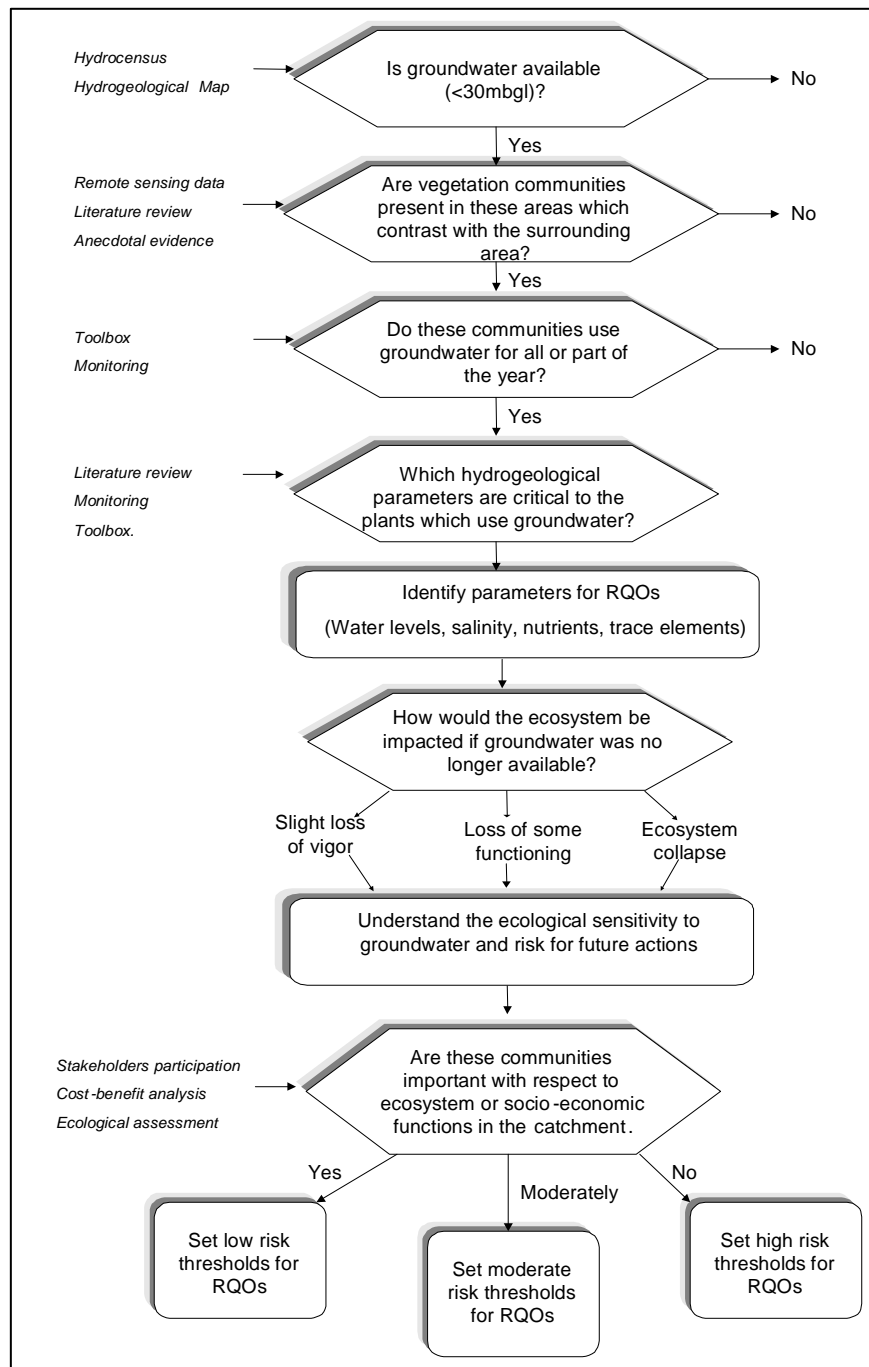 Hydrocensus
Hydrogeological Map
Is groundwater available
(<30mbgl)?
No
Yes
Remote sensing data
Literature review
Anecdotal evidence
Are vegetation communities
present in these areas which
contrast with the surrounding
area?
No
Yes
Toolbox
Monitoring
Do these communities use
groundwater for all or part of
the year?
No
Yes
Literature review
Monitoring
Toolbox.
Which hydrogeological
parameters are critical to the
plants which use groundwater?
Identify parameters for RQOs
(Water levels, salinity, nutrients, trace elements)
How would the ecosystem be
impacted if groundwater was no
longer available?
Slight loss
of vigor
Loss of some
functioning
Ecosystem
collapse
Understand the ecological sensitivity to
groundwater and risk for future actions
Stakeholders participation
Cost-benefit analysis
Ecological assessment
Are these communities
important with respect to
ecosystem or socio-economic
functions in the catchment.
Yes
Moderately
No
Set low risk
thresholds for
RQOs
Set moderate
risk thresholds
for RQOs
Set high risk
thresholds for
RQOs